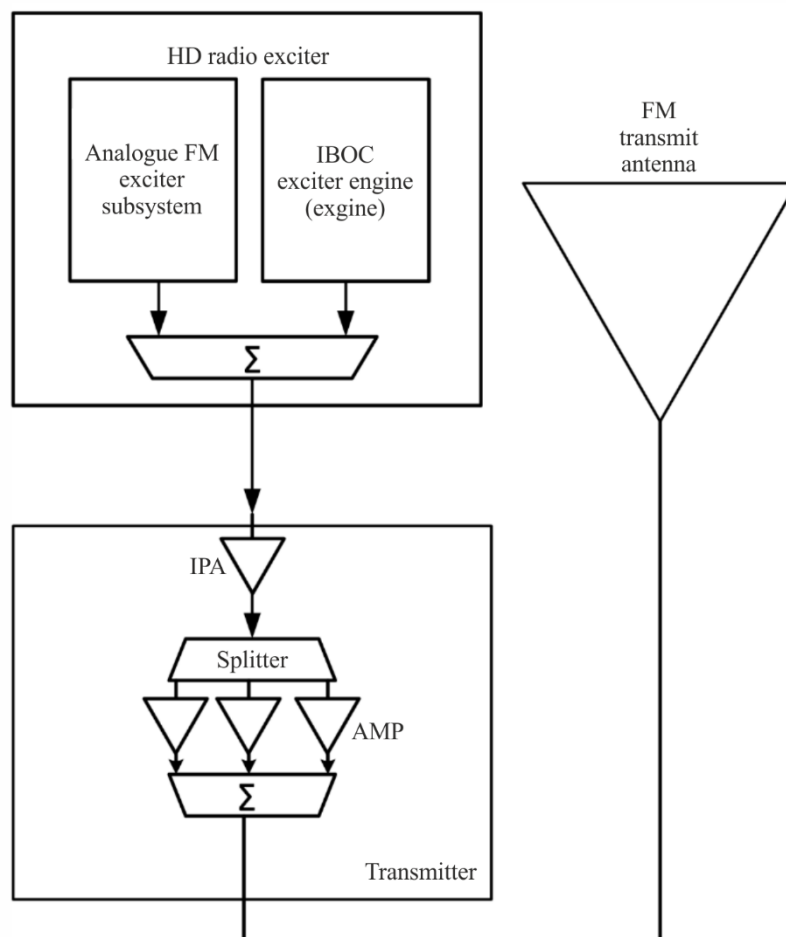 HD radio exciter
Analogue FM
exciter
subsystem
IBOC
exciter engine
(exgine)
Σ
FM
transmit
antenna
IPA
Splitter
AMP
Σ
Transmitter